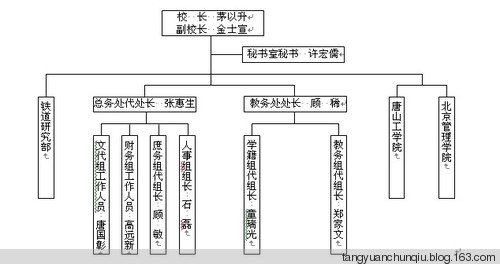 校 长 茅以升
副校长 金士宣
秘书室秘书 许宏儒
铁道研究部
总务处代处长 张惠生
教务处处长 顾 稀
唐山工学院
北京管理学院
文代组工作人员 唐国彰
财务组工作人员 高远新
庶务组代组长 顾 敏
人事组组长 石 磊
学籍组代组长 童瑞光
教务组代组长 郑家文
tangyuanchunqiu.blog.163.com